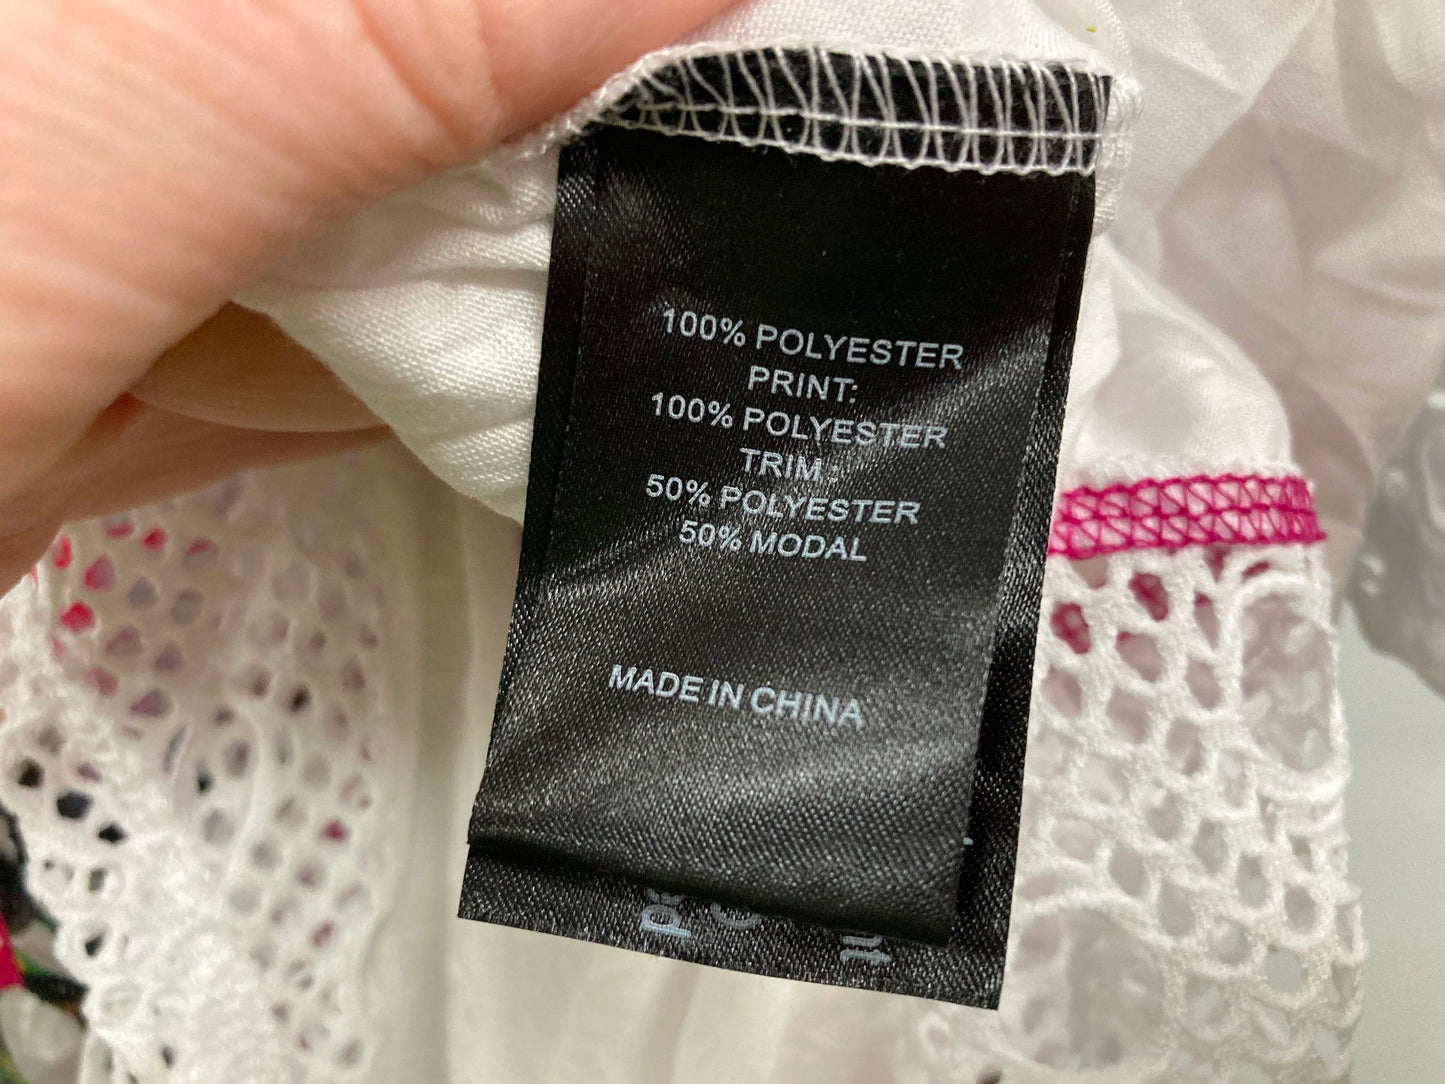 100% POLYESTER
PRINT:
100% POLYESTER
TRIM:
50% POLYESTER
50% MODAL
MADE IN CHINA